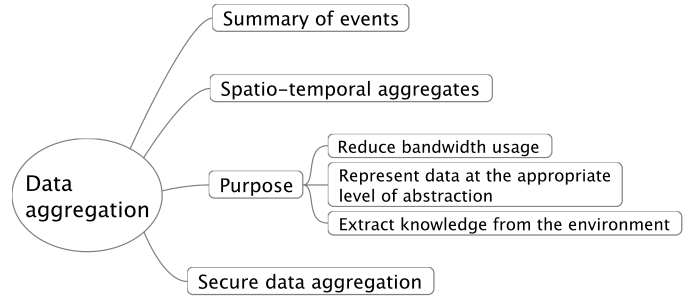 Summary of events
Spatio-temporal aggregates
Data
aggregation
Purpose
Reduce bandwidth usage
Represent data at the appropriate
level of abstraction
Extract knowledge from the environment
Secure data aggregation